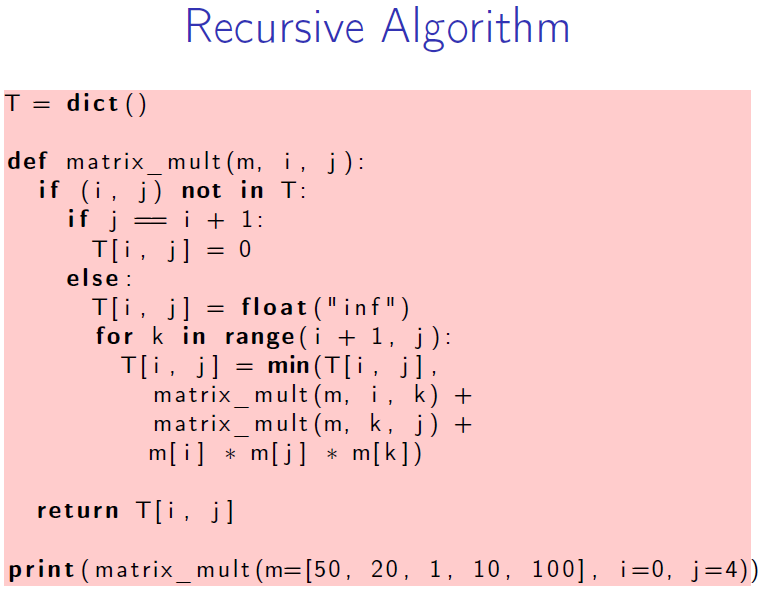 Recursive Algorithm
T = dict()
def matrix_mult(m, i, j):
if (i, j) not in T:
if j == i + 1:
T[i, j] = 0
else:
T[i, j] = float("inf")
for k in range(i + 1, j):
T[i, j] = min(T[i, j],
matrix_mult(m, i, k) +
matrix_mult(m, k, j) +
m[i] * m[j] * m[k])
return T[i, j]
print(matrix_mult(m=[50, 20, 1, 10, 100], i=0, j=4))